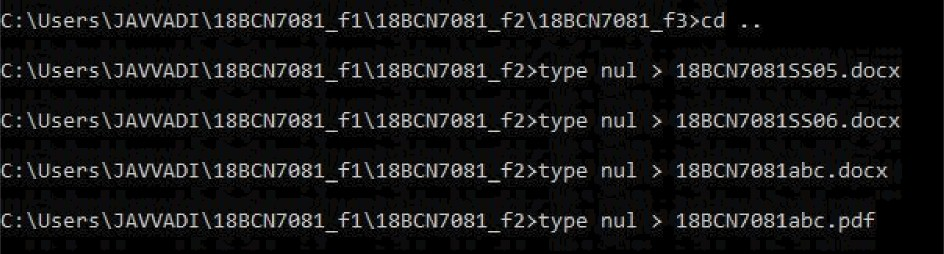 C:\Users\JAVVADI\18BCN7081_f1\18BCN7081_f2\18BCN7081_f3>cd ..
C:\Users\JAVVADI\18BCN7081_f1\18BCN7081_f2>type nul > 18BCN7081SS05.docx
C:\Users\JAVVADI\18BCN7081_f1\18BCN7081_f2>type nul > 18BCN7081SS06.docx
C:\Users\JAVVADI\18BCN7081_f1\18BCN7081_f2>type nul > 18BCN7081abc.docx
C:\Users\JAVVADI\18BCN7081_f1\18BCN7081_f2>type nul > 18BCN7081abc.pdf